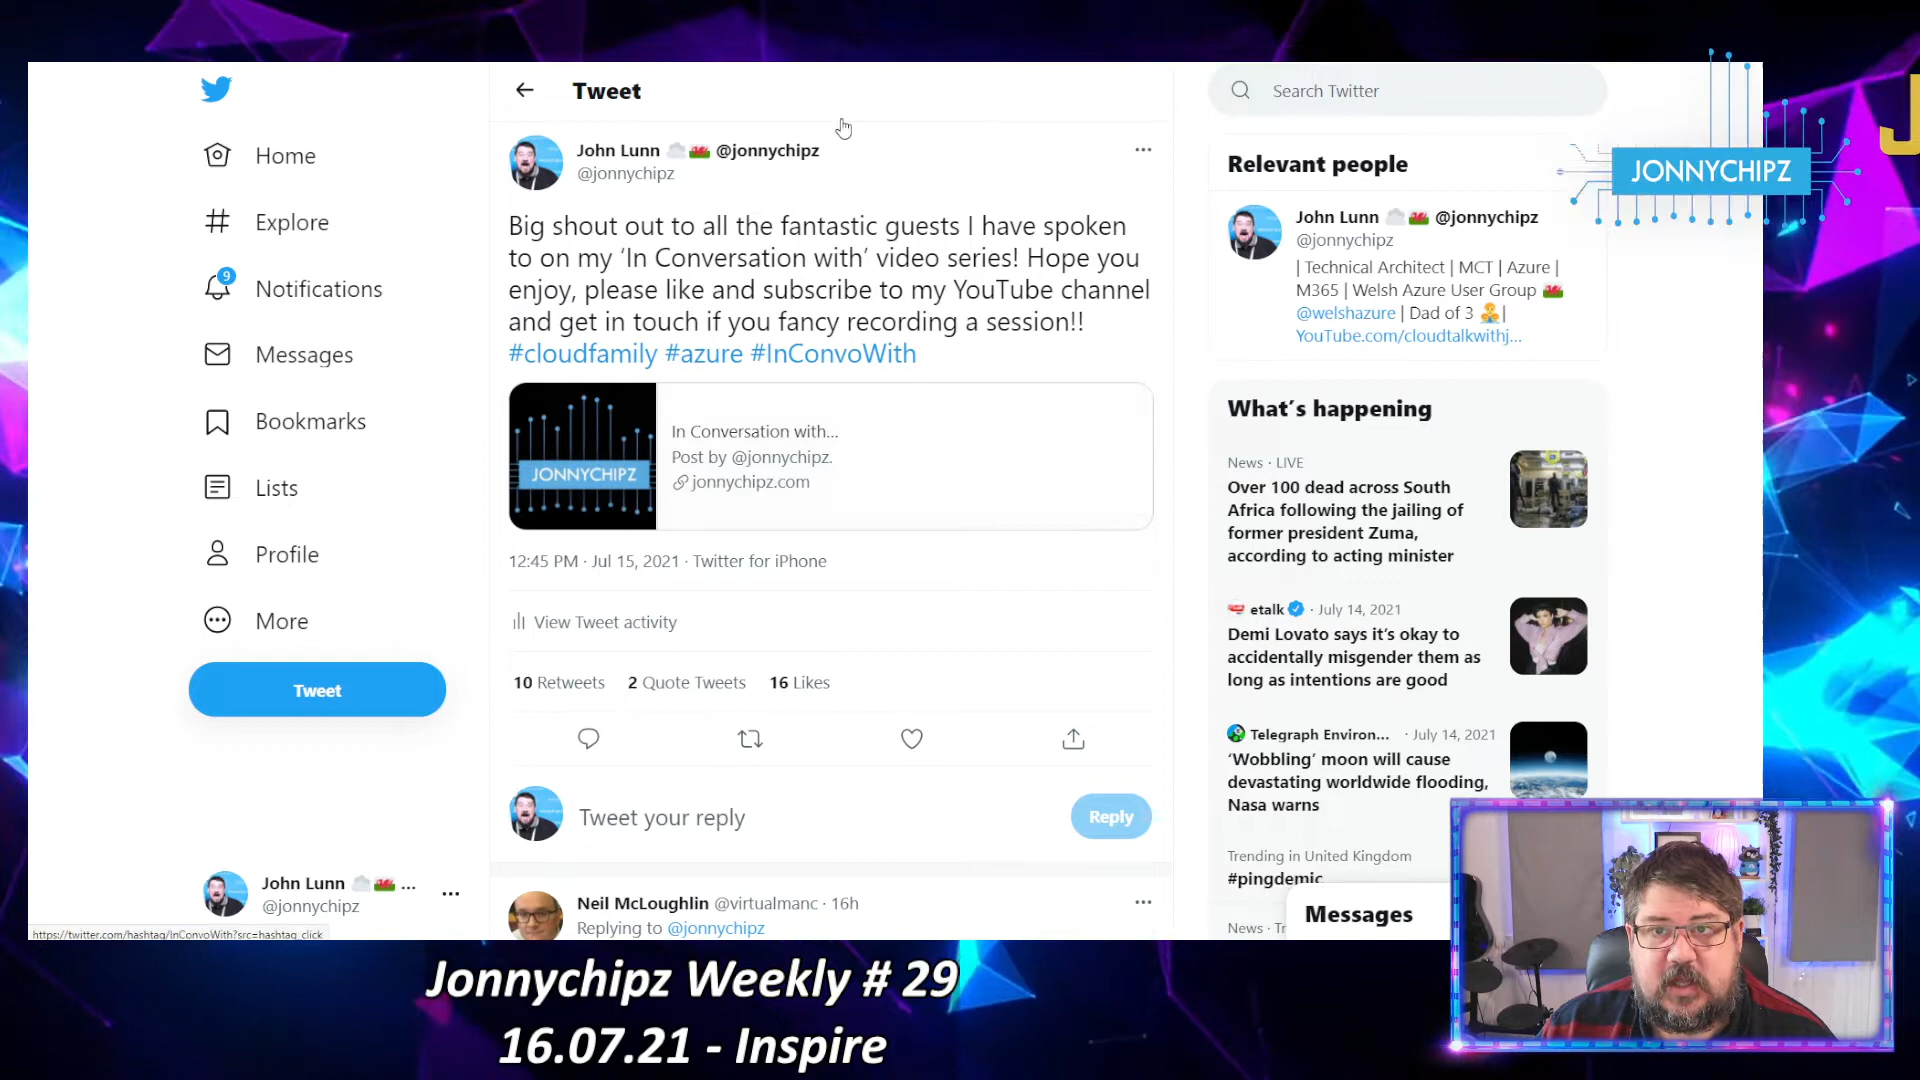 Tweet
Search Twitter
Home
Explore
9
Notifications
Messages
Bookmarks
Lists
Profile
More
Tweet
John Lunn @jonnychipz
@jonnychipz
Big shout out to all the fantastic guests I have spoken
to on my ‘In Conversation with’ video series! Hope you
enjoy, please like and subscribe to my YouTube channel
and get in touch if you fancy recording a session!!
#cloudfamily #azure #InConvoWith
JONNYCHIPZ
In Conversation with...
Post by @jonnychipz.
jonnychipz.com
12:45 PM · Jul 15, 2021 · Twitter for iPhone
View Tweet activity
10 Retweets 2 Quote Tweets 16 Likes
Tweet your reply
Reply
Neil McLoughlin @virtualmanc · 16h
Replying to @jonnychipz
John Lunn ...
@jonnychipz
https://twitter.com/hashtag/InConvoWith?src=hashtag_click
Relevant people
JONNYCHIPZ
John Lunn @jonnychipz
@jonnychipz
| Technical Architect | MCT | Azure |
M365 | Welsh Azure User Group
@welshazure | Dad of 3 |
YouTube.com/cloudtalkwithj...
What's happening
News · LIVE
Over 100 dead across South
Africa following the jailing of
former president Zuma,
according to acting minister
etalk · July 14, 2021
Demi Lovato says it's okay to
accidentally misgender them as
long as intentions are good
Telegraph Environ... · July 14, 2021
‘Wobbling’ moon will cause
devastating worldwide flooding,
Nasa warns
Trending in United Kingdom
#pingdemic
Messages
News ·
Jonnychipz Weekly # 29
16.07.21 - Inspire